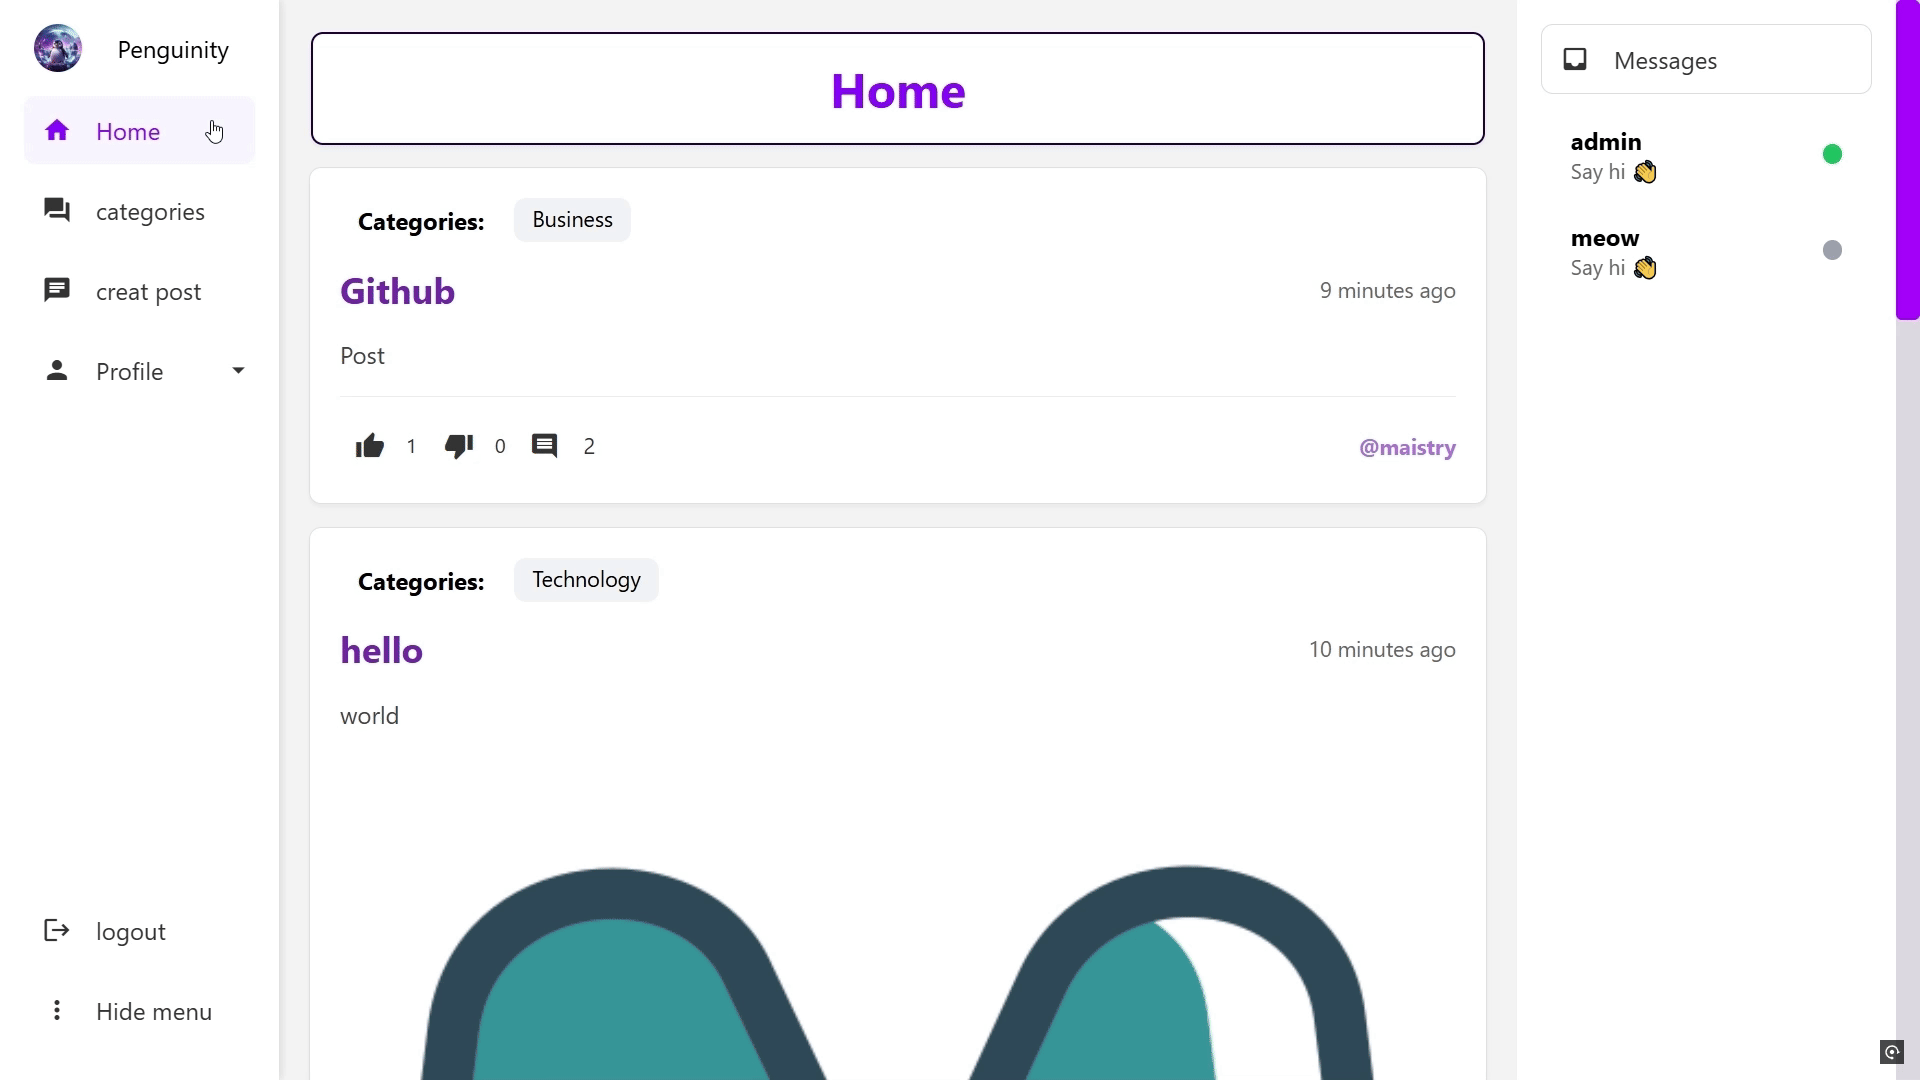 Penguinity
Home
categories
creat post
Profile
logout
Hide menu
Home
Categories: Business
Github 9 minutes ago
Post
1 0 2 @maistry
Categories: Technology
hello 10 minutes ago
world
Messages
admin
Say hi 👋
meow
Say hi 👋